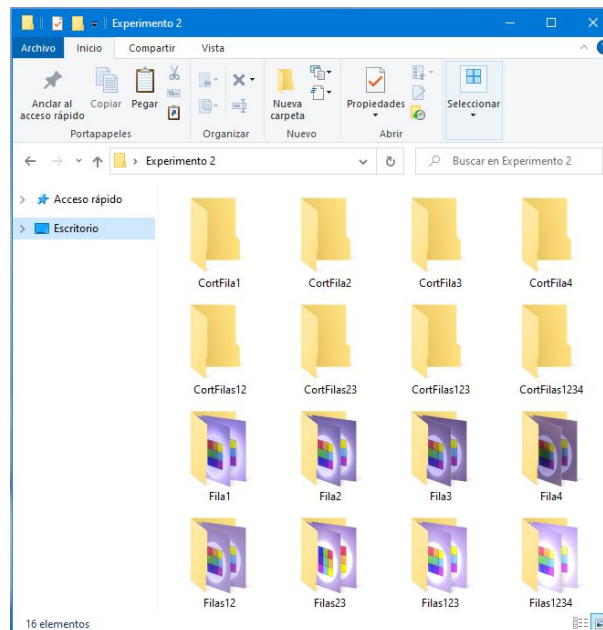 Experimento 2
Archivo Inicio Compartir Vista
Anclar al acceso rápido
Copiar
Pegar
Nueva carpeta
Propiedades
Seleccionar
Portapapeles Organizar Nuevo Abrir
Experimento 2 Buscar en Experimento 2
Acceso rápido
Escritorio
CortFila1 CortFila2 CortFila3 CortFila4
CortFilas12 CortFilas23 CortFilas123 CortFilas1234
Fila1 Fila2 Fila3 Fila4
Filas12 Filas23 Filas123 Filas1234
16 elementos